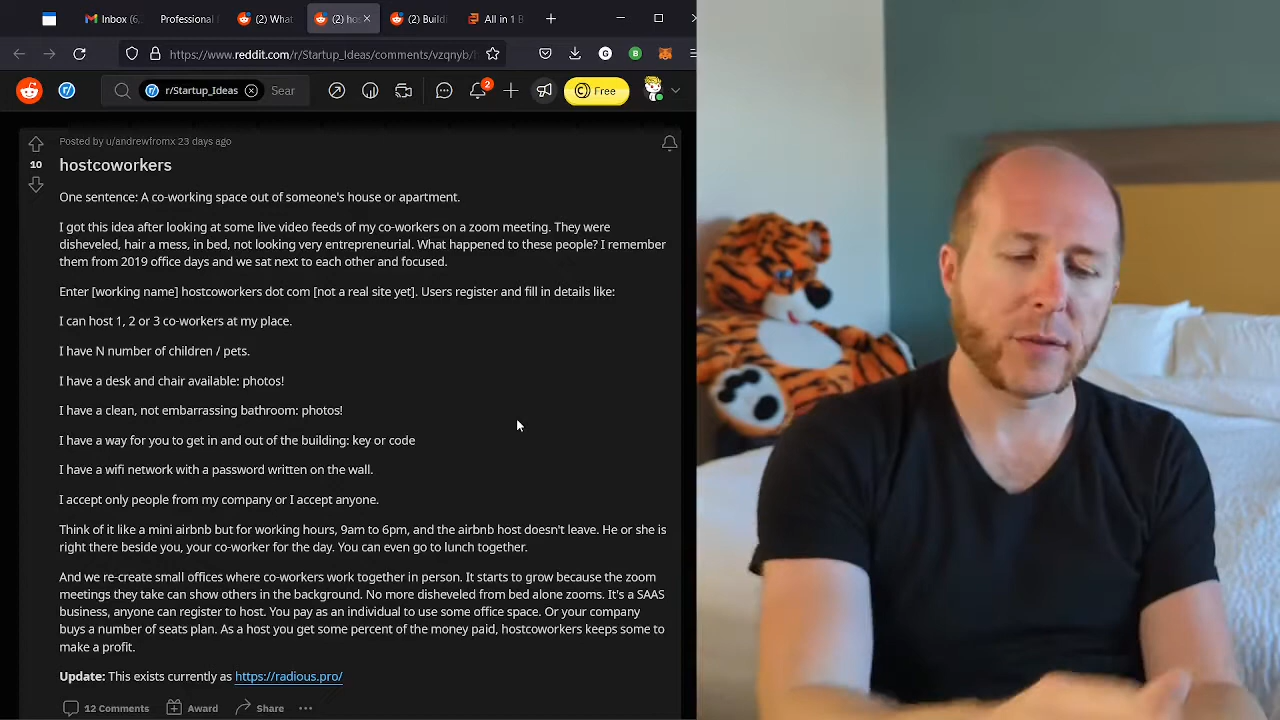 Inbox (6,
Professional
(2) What
(2) hos
(2) Build
All in 1 B
https://www.reddit.com/r/Startup_Ideas/comments/vzqnyb/
G
B
r/Startup_Ideas
Sear
2
Free
Posted by u/andrewfromx 23 days ago
10
hostcoworkers
One sentence: A co-working space out of someone's house or apartment.
I got this idea after looking at some live video feeds of my co-workers on a zoom meeting. They were
disheveled, hair a mess, in bed, not looking very entrepreneurial. What happened to these people? I remember
them from 2019 office days and we sat next to each other and focused.
Enter [working name] hostcoworkers dot com [not a real site yet]. Users register and fill in details like:
I can host 1, 2 or 3 co-workers at my place.
I have N number of children / pets.
I have a desk and chair available: photos!
I have a clean, not embarrassing bathroom: photos!
I have a way for you to get in and out of the building: key or code
I have a wifi network with a password written on the wall.
I accept only people from my company or I accept anyone.
Think of it like a mini airbnb but for working hours, 9am to 6pm, and the airbnb host doesn't leave. He or she is
right there beside you, your co-worker for the day. You can even go to lunch together.
And we re-create small offices where co-workers work together in person. It starts to grow because the zoom
meetings they take can show others in the background. No more disheveled from bed alone zooms. It's a SAAS
business, anyone can register to host. You pay as an individual to use some office space. Or your company
buys a number of seats plan. As a host you get some percent of the money paid, hostcoworkers keeps some to
make a profit.
Update: This exists currently as https://radious.pro/
12 Comments
Award
Share